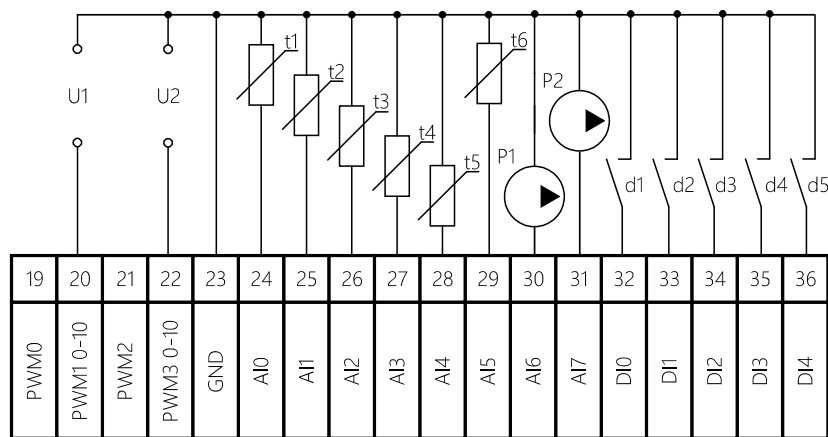 t1
t2
t3
t4
t5
t6
U1
U2
P1
P2
d1
d2
d3
d4
d5
19
20
21
22
23
24
25
26
27
28
29
30
31
32
33
34
35
36
PWM0
PWM1 0-10
PWM2
PWM3 0-10
GND
AI0
AI1
AI2
AI3
AI4
AI5
AI6
AI7
DI0
DI1
DI2
DI3
DI4